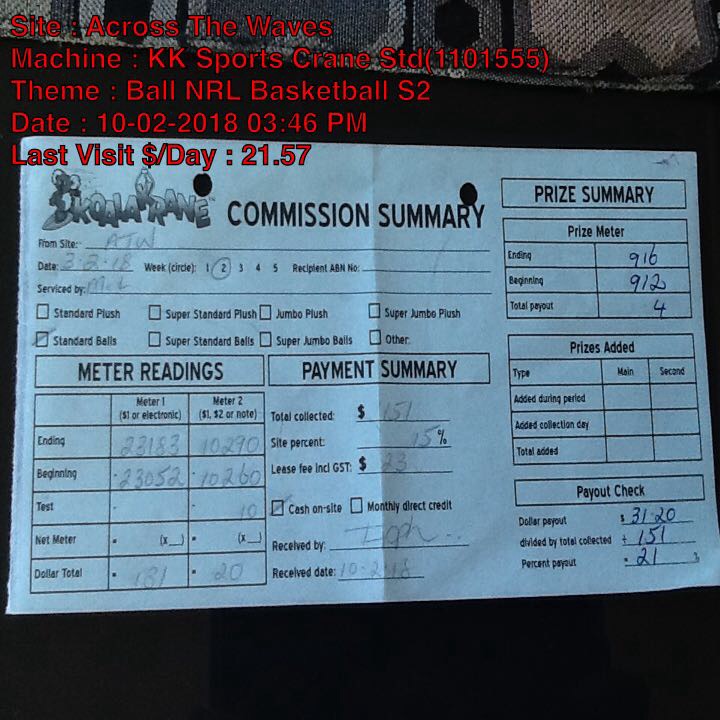 Site : Across The Waves
Machine : KK Sports Crane Std(1101555)
Theme : Ball NRL Basketball S2
Date : 10-02-2018 03:46 PM
Last Visit $/Day : 21.57
KOALA KRANE™
COMMISSION SUMMARY
From Site: ATW
Date: 3-2-18 Week (circle): 1 2 3 4 5 Recipient ABN No:
Serviced by:
Standard Plush Super Standard Plush Jumbo Plush Super Jumbo Plush
Standard Balls Super Standard Balls Super Jumbo Balls Other:
METER READINGS
Meter 1 Meter 2
($1 or electronic) ($1, $2 or note)
Ending 23183 10290
Beginning - 23052 - 10260
Test - - 10
Net Meter = (x__) = (x__)
Dollar Total = = 20
PAYMENT SUMMARY
Total collected: $ 151
Site percent: 15%
Lease fee incl GST: $ 23
Cash on-site Monthly direct credit
Received by:
Received date: 10-2-18
PRIZE SUMMARY
Prize Meter
Ending 916
Beginning 912
Total payout 4
Prizes Added
Type Main Second
Added during period
Added collection day
Total added
Payout Check
Dollar payout $ 31-20
divided by total collected ÷ 151
Percent payout = 21 %